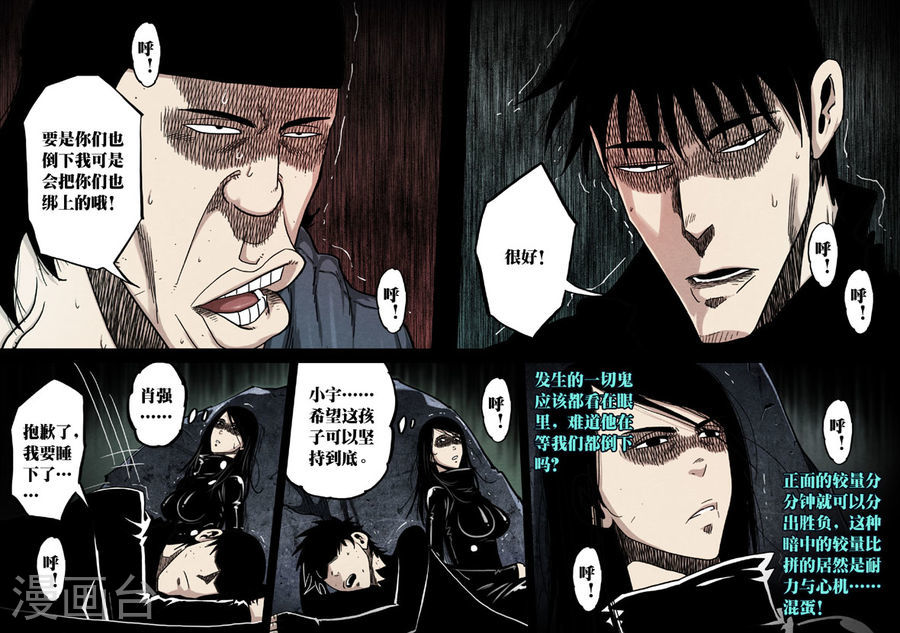 呼！
要是你们也
倒下我可是
会把你们也
绑上的哦！
呼！
很好！
呼！
呼！
抱歉了，
我要睡
下了……
……
肖强
……
呼！
小宇……
希望这孩
子可以坚
持到底。
呼！
发生的一切鬼
应该都看在眼
里，难道他在
等我们都倒下
吗？
呼！
呼！
正面的较量分
分钟就可以分
出胜负，这种
暗中的较量比
拼的居然是耐
力与心机……
混蛋！
漫画台